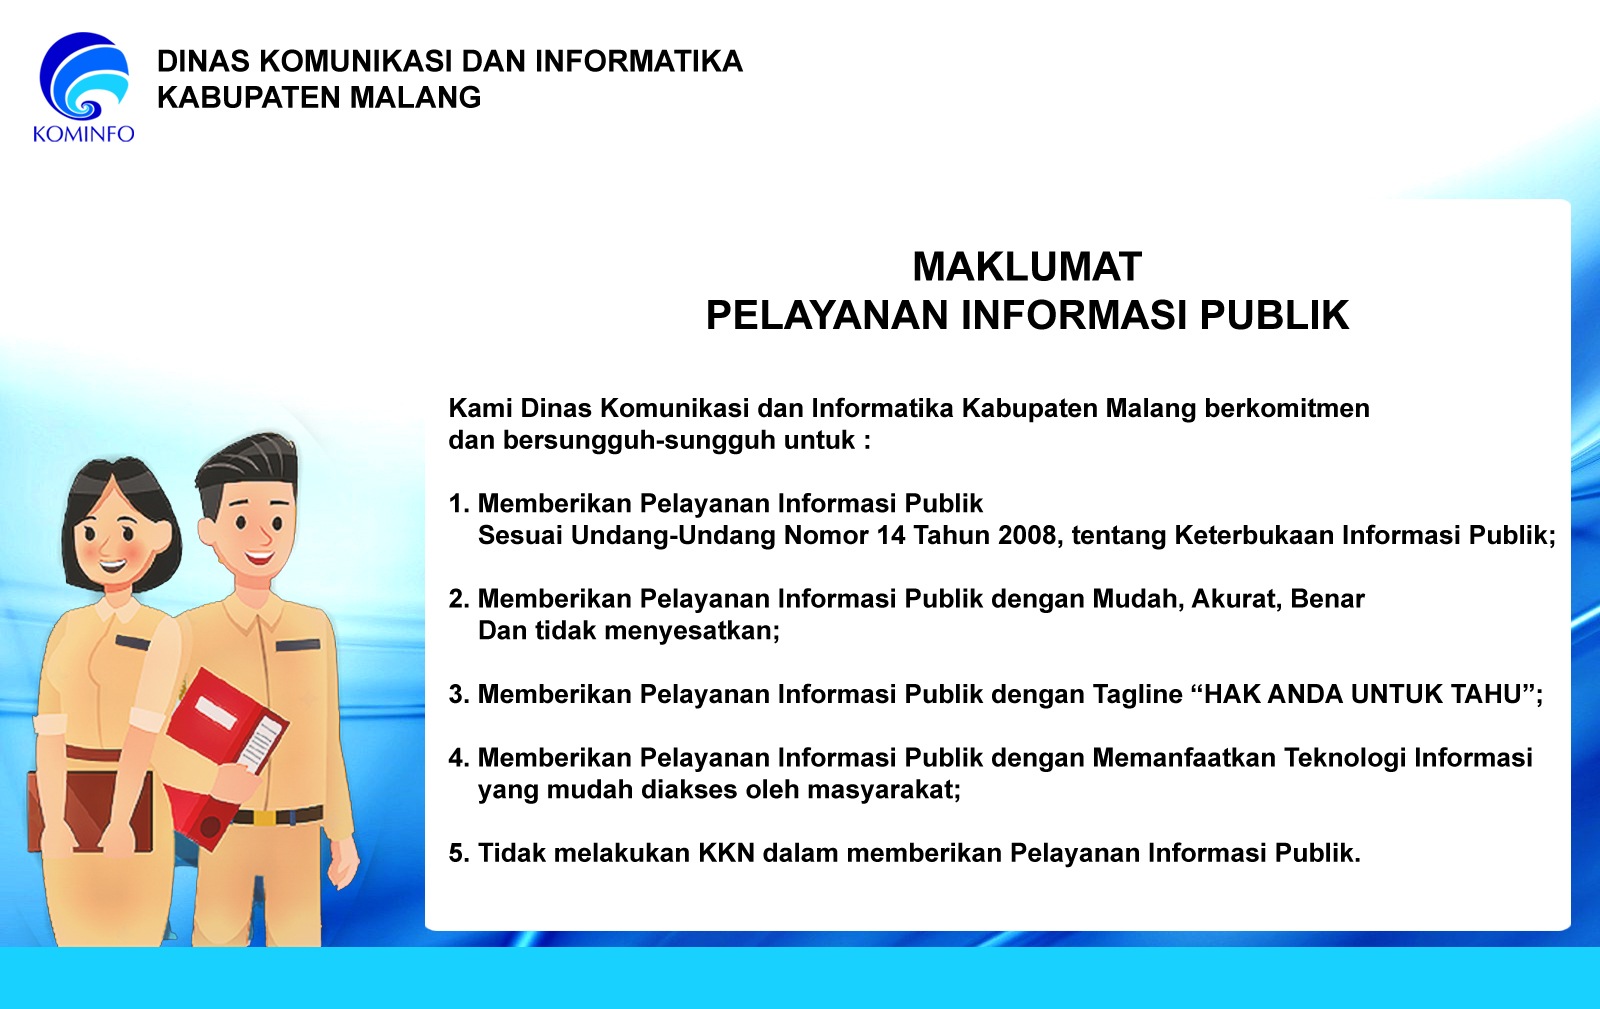 KOMINFO
DINAS KOMUNIKASI DAN INFORMATIKA
KABUPATEN MALANG
MAKLUMAT
PELAYANAN INFORMASI PUBLIK
Kami Dinas Komunikasi dan Informatika Kabupaten Malang berkomitmen
dan bersungguh-sungguh untuk :
1. Memberikan Pelayanan Informasi Publik
Sesuai Undang-Undang Nomor 14 Tahun 2008, tentang Keterbukaan Informasi Publik;
2. Memberikan Pelayanan Informasi Publik dengan Mudah, Akurat, Benar
Dan tidak menyesatkan;
3. Memberikan Pelayanan Informasi Publik dengan Tagline “HAK ANDA UNTUK TAHU”;
4. Memberikan Pelayanan Informasi Publik dengan Memanfaatkan Teknologi Informasi
yang mudah diakses oleh masyarakat;
5. Tidak melakukan KKN dalam memberikan Pelayanan Informasi Publik.